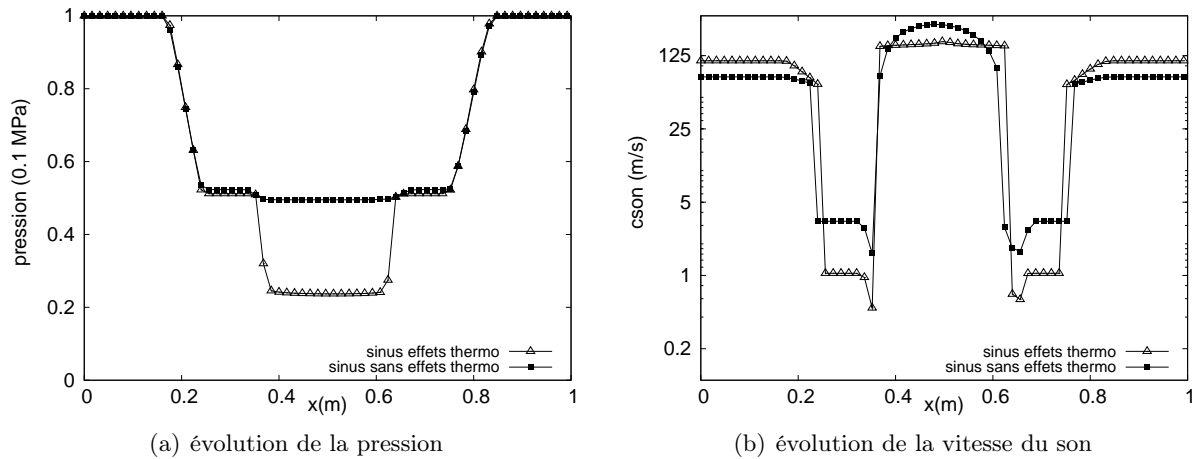 1
0.8
0.6
0.4
0.2
0
0
0.2
0.4
0.6
0.8
1
pression (0.1 MPa)
x(m)
sinus effets thermo
sinus sans effets thermo
(a) évolution de la pression
125
25
5
1
0.2
0
0.2
0.4
0.6
0.8
1
cson (m/s)
x(m)
sinus effets thermo
sinus sans effets thermo
(b) évolution de la vitesse du son